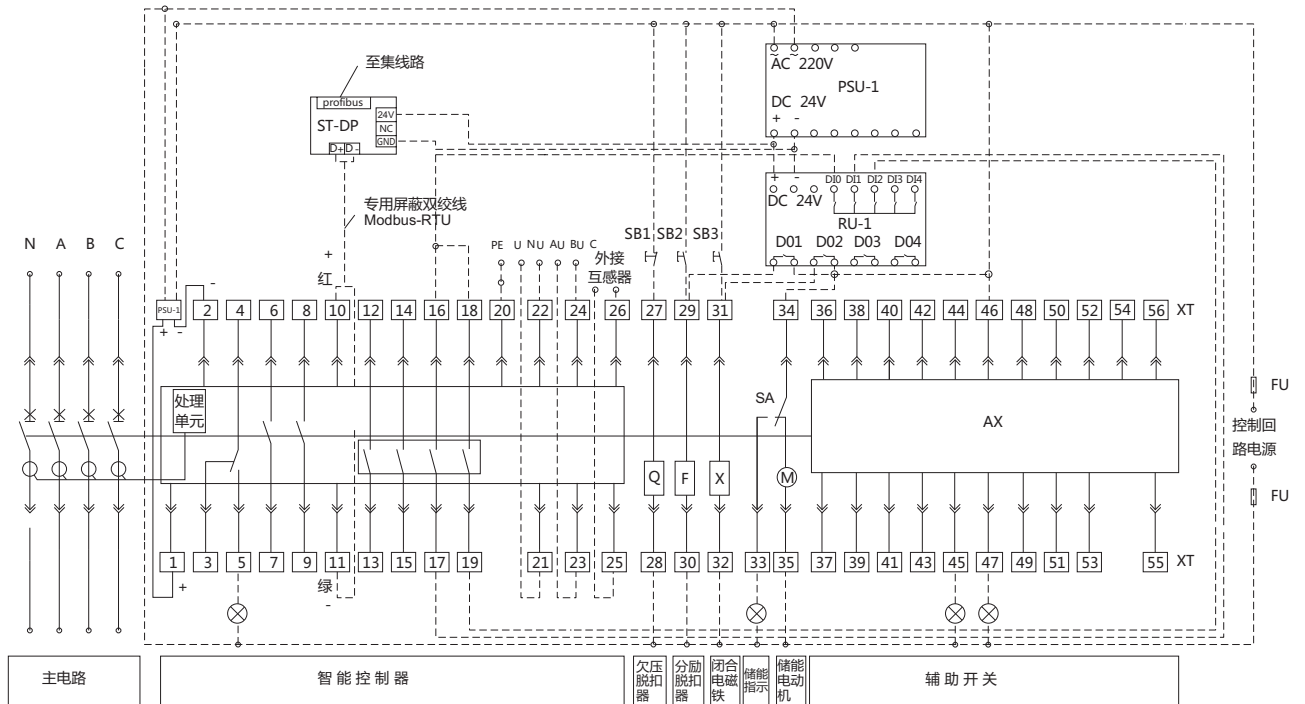 AC 220V
PSU-1
DC 24V
+ -
至集线路
profibus
ST-DP
24V
NC
GND
D+ D-
+ -
DI0 DI1 DI2 DI3 DI4
DC 24V
RU-1
D01 D02 D03 D04
专用屏蔽双绞线
Modbus-RTU
N A B C
+
红
PE U N U A U B U C
外接
互感器
SB1 SB2 SB3
PSU-1
+ -
-
2 4 6 8 10 12 14 16 18 20 22 24 26 27 29 31 34 36 38 40 42 44 46 48 50 52 54 56 XT
处理
单元
SA
AX
FU
控制回
路电源
FU
Q F X M
1 3 5 7 9 11 13 15 17 19 21 23 25 28 30 32 33 35 37 39 41 43 45 47 49 51 53 55 XT
+
绿
-
主电路
智能控制器
欠压
脱扣
器
分励
脱扣
器
闭合
电磁
铁
储能
指示
储能
电动
机
辅助开关